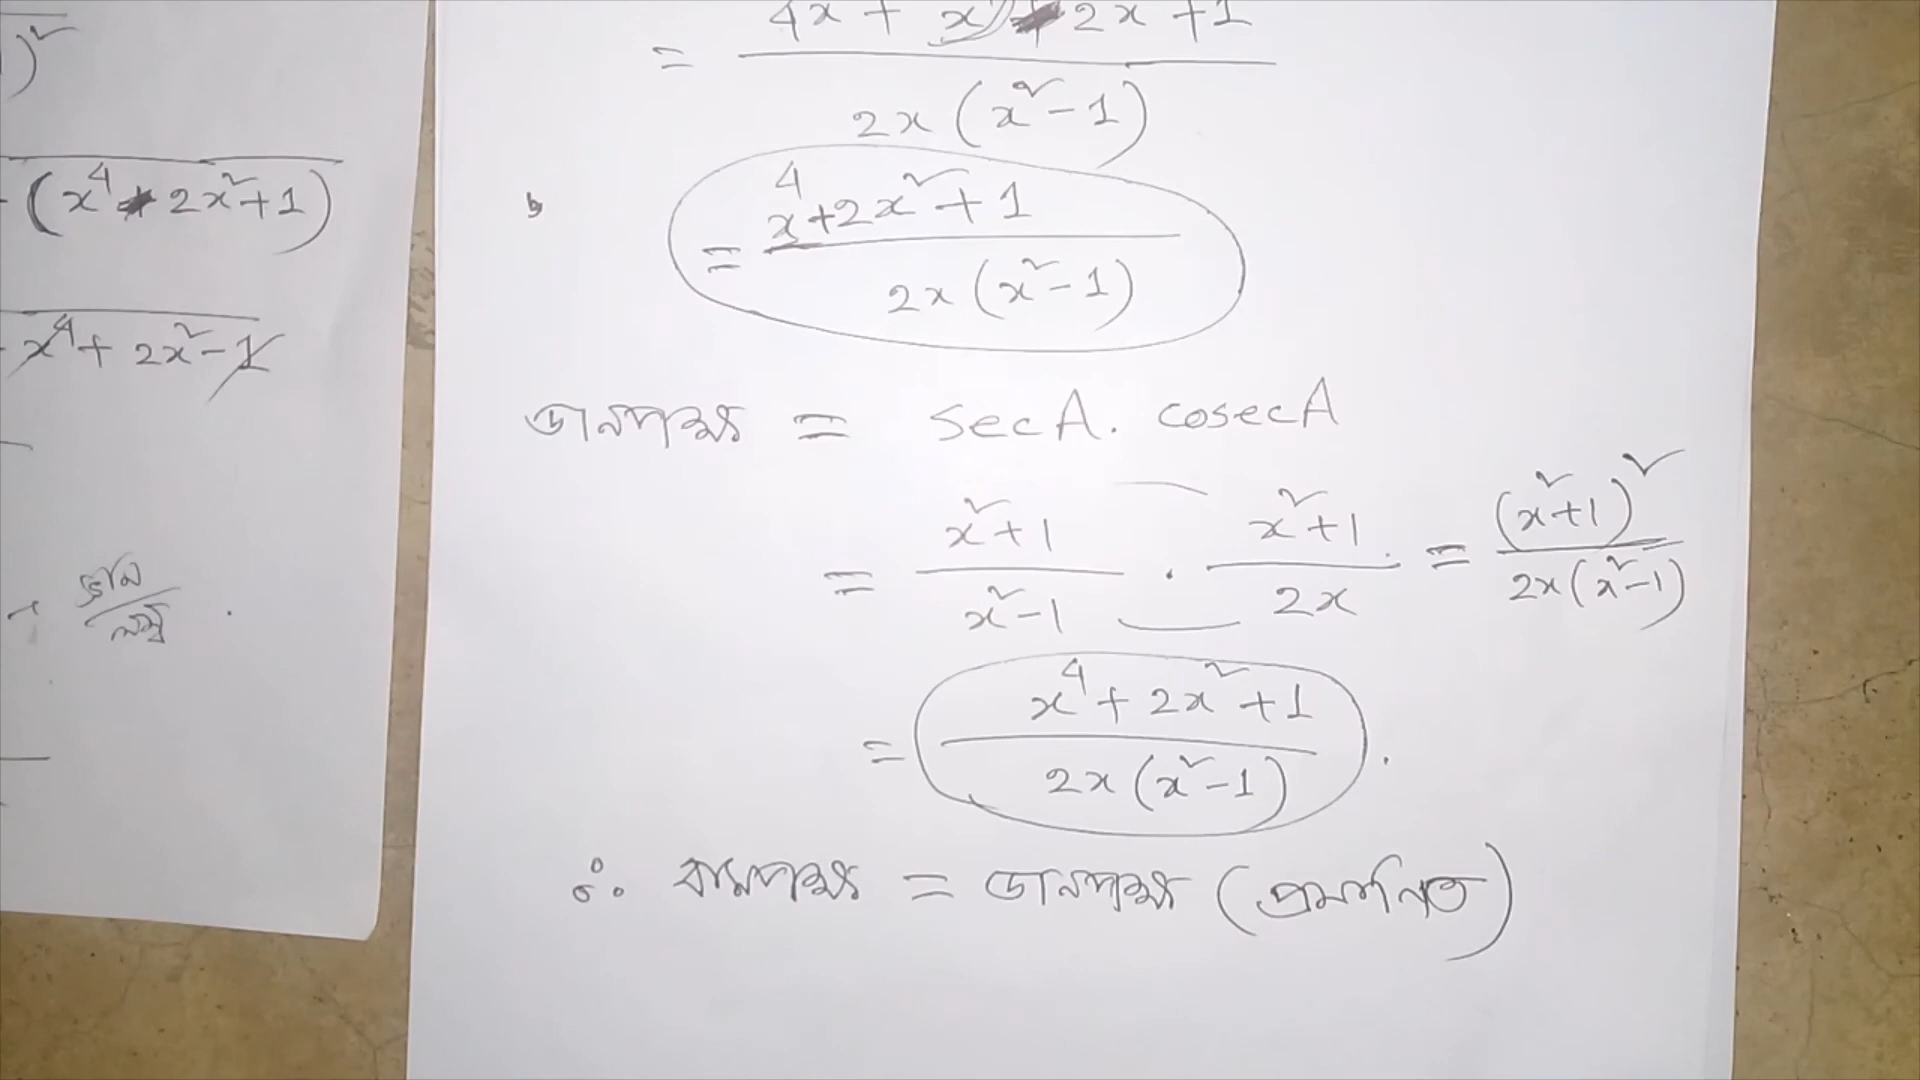 )²
-(x⁴ + 2x² + 1)
-x⁴ + 2x² - 1
ভূমি / লম্ব .
= 4x + 2x + 1 / 2x (x² - 1)
= x⁴ + 2x² + 1 / 2x (x² - 1)
ডানপক্ষ = secA. cosecA
= x² + 1 / x² - 1 . x² + 1 / 2x = (x² + 1)² / 2x (x² - 1)
= x⁴ + 2x² + 1 / 2x (x² - 1) .
∴ বামপক্ষ = ডানপক্ষ (প্রমাণিত)